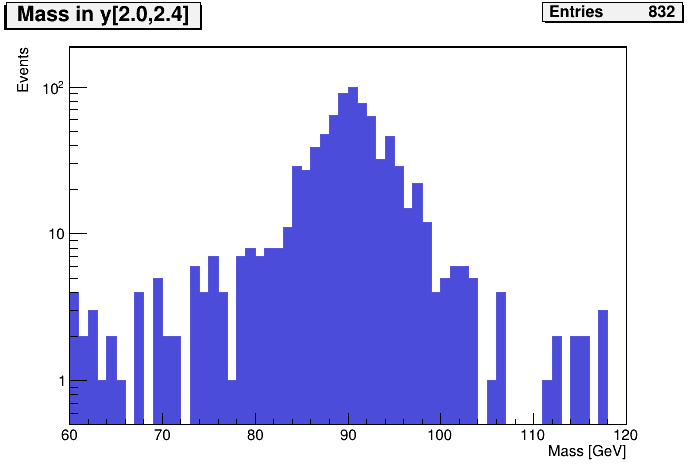 Mass in y[2.0,2.4]
Entries 832
Events
10²
10
1
60 70 80 90 100 110 120
Mass [GeV]